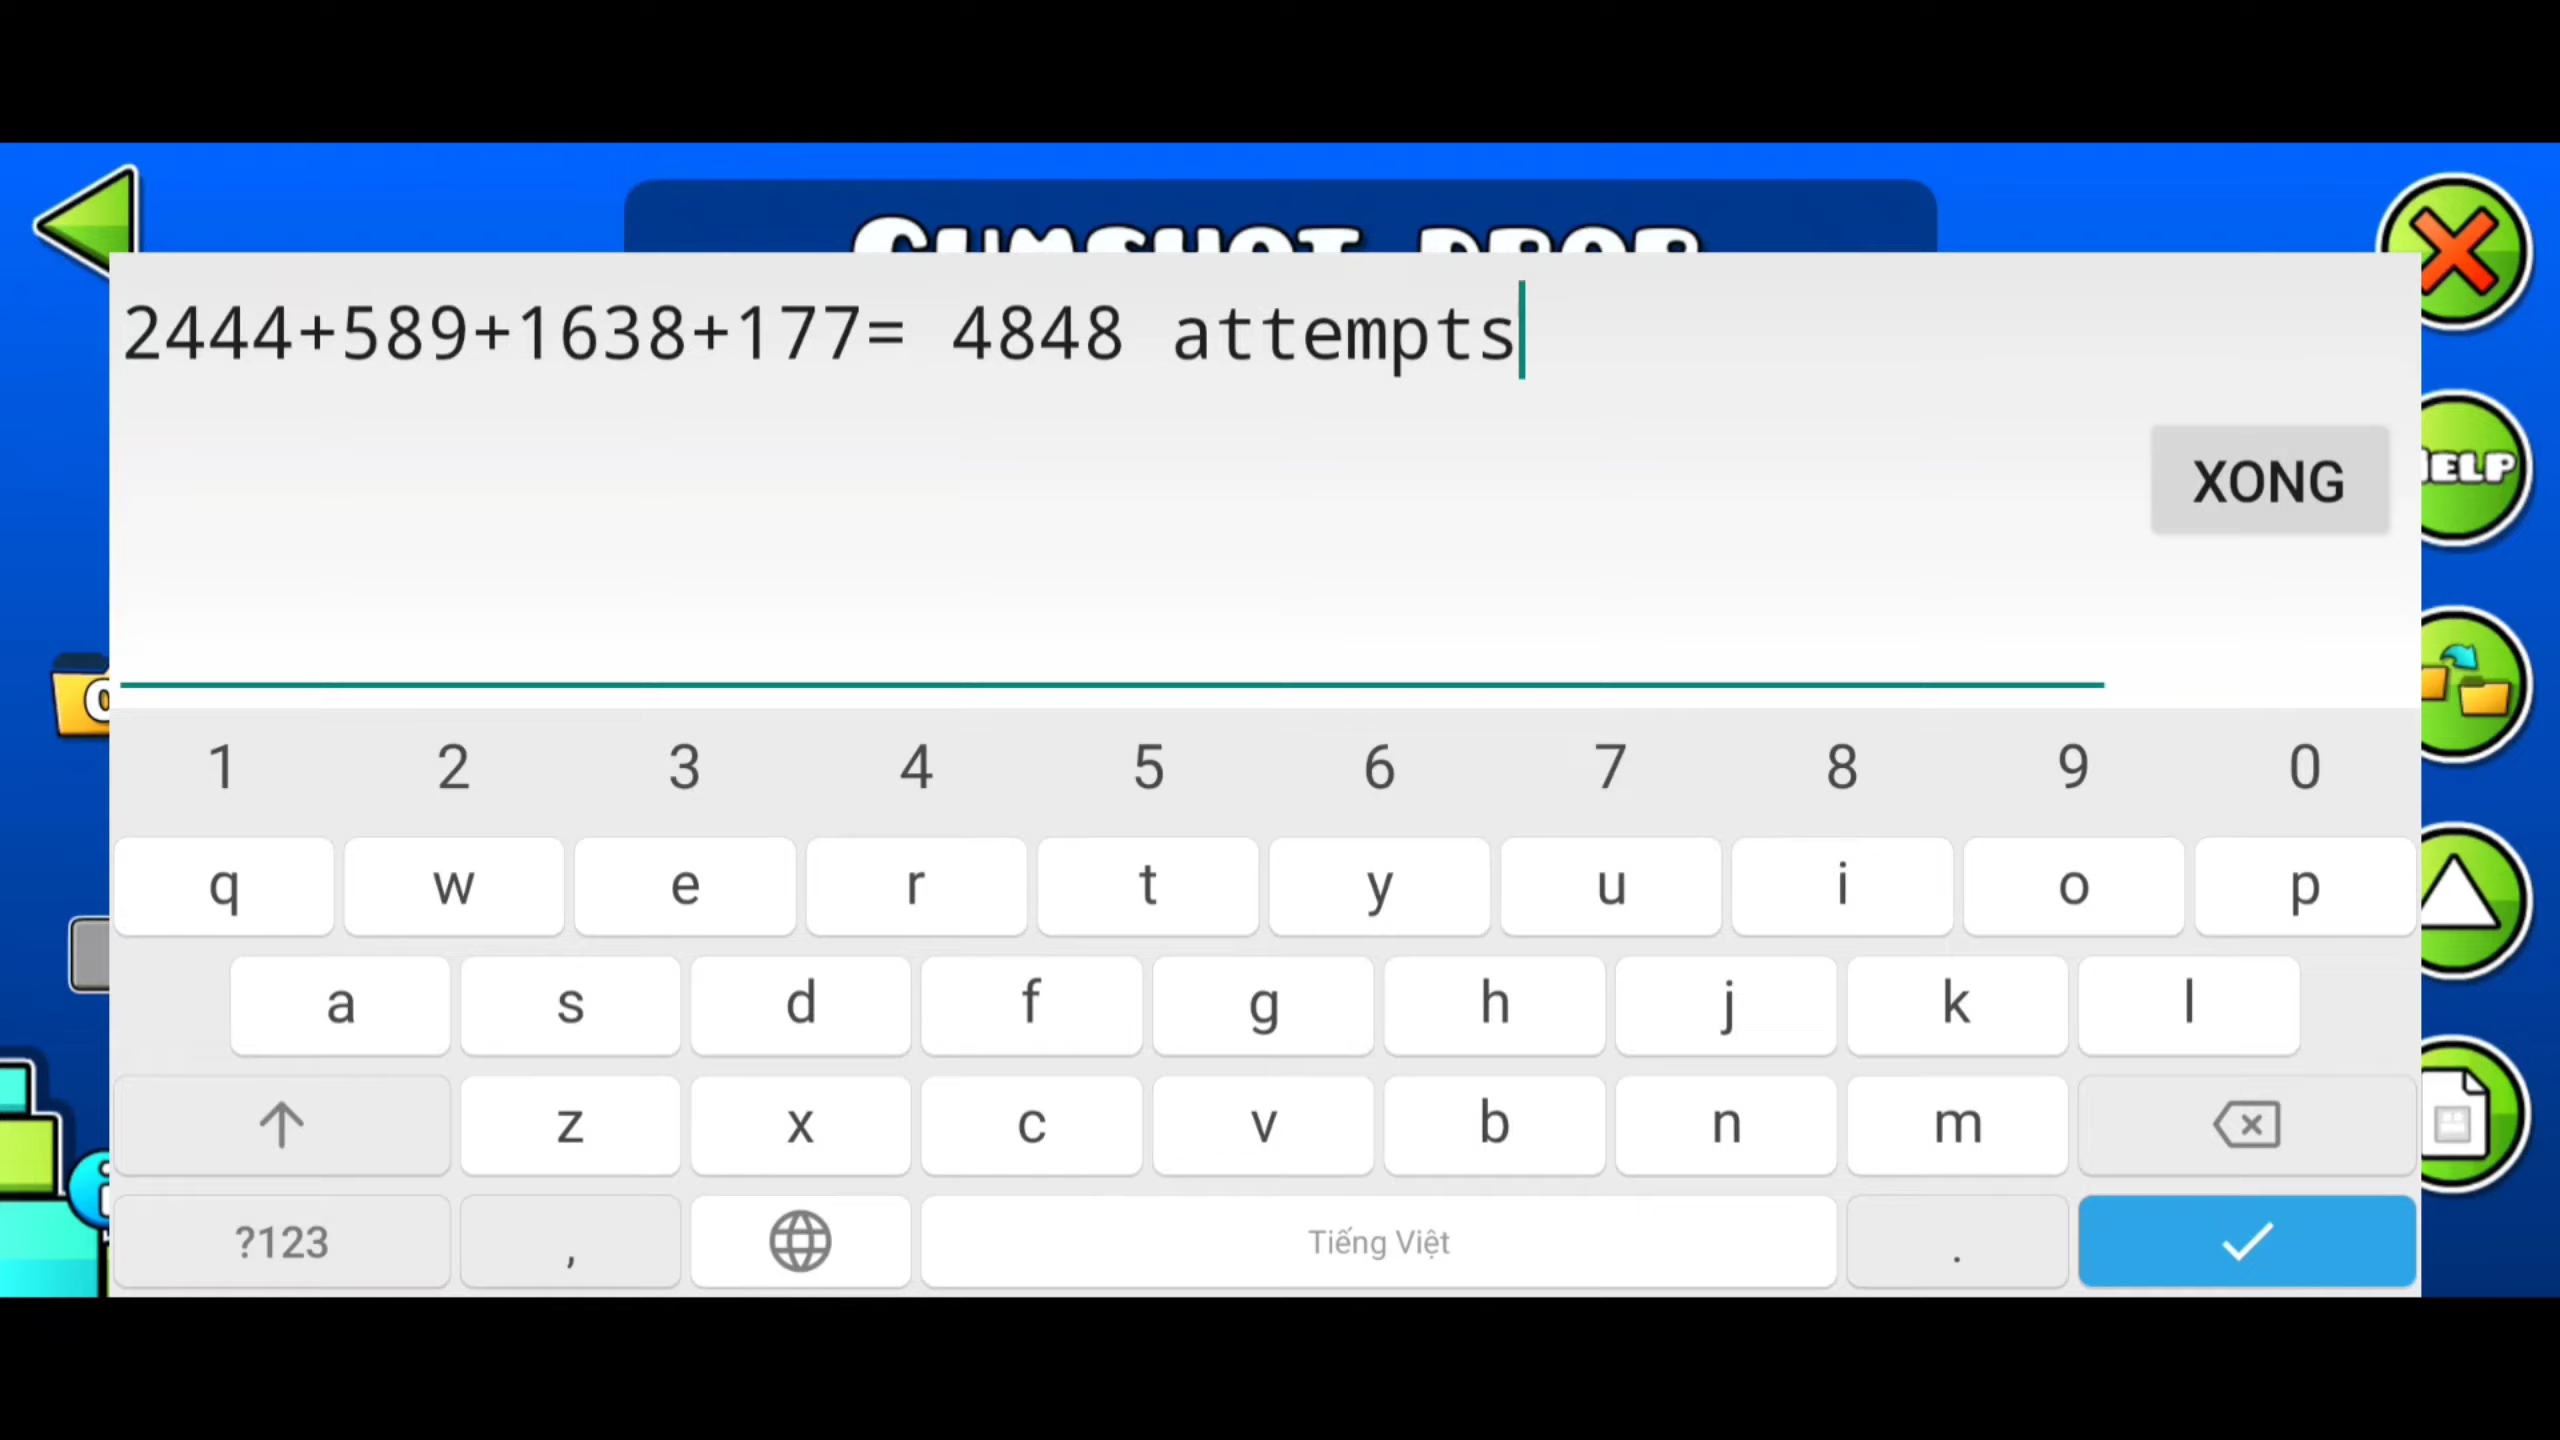 2444+589+1638+177= 4848 attempts
XONG
HELP
1 2 3 4 5 6 7 8 9 0
q w e r t y u i o p
a s d f g h j k l
z x c v b n m
?123 , Tiếng Việt .